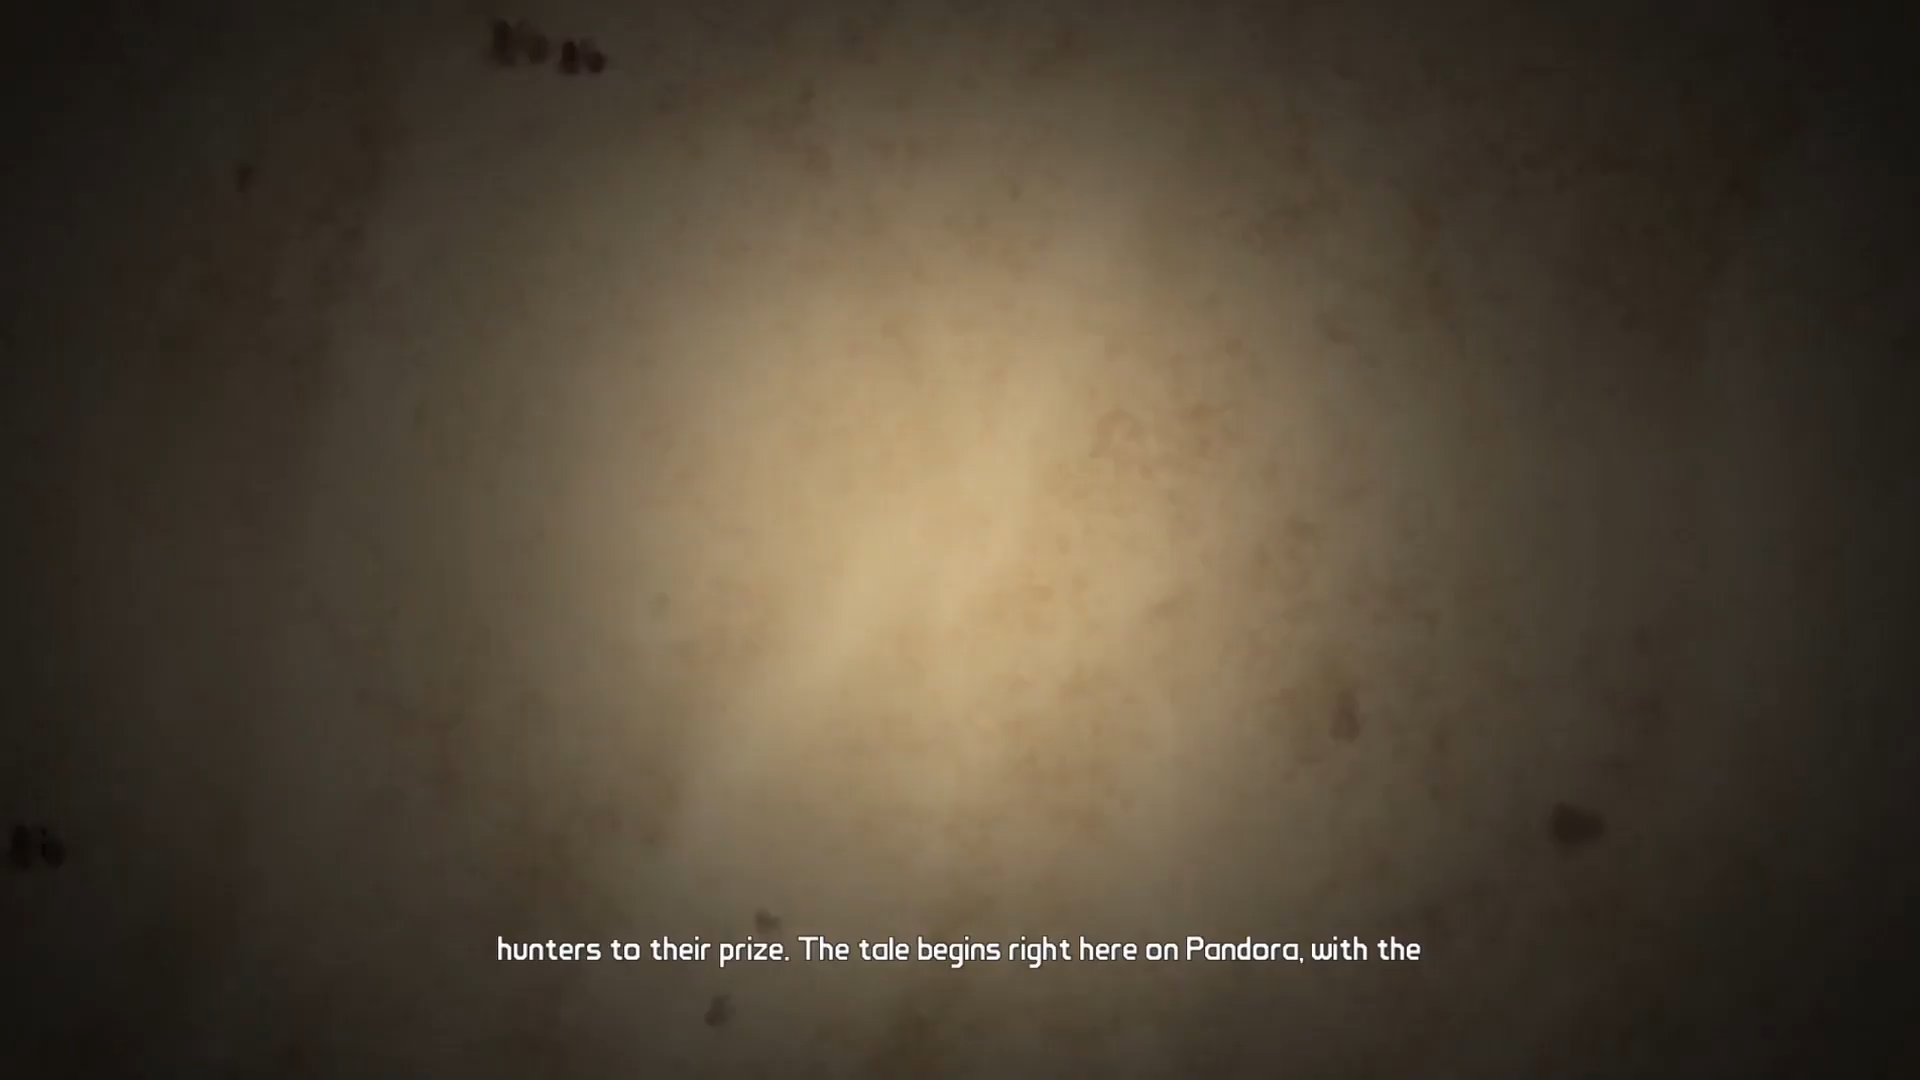 hunters to their prize. The tale begins right here on Pandora, with the